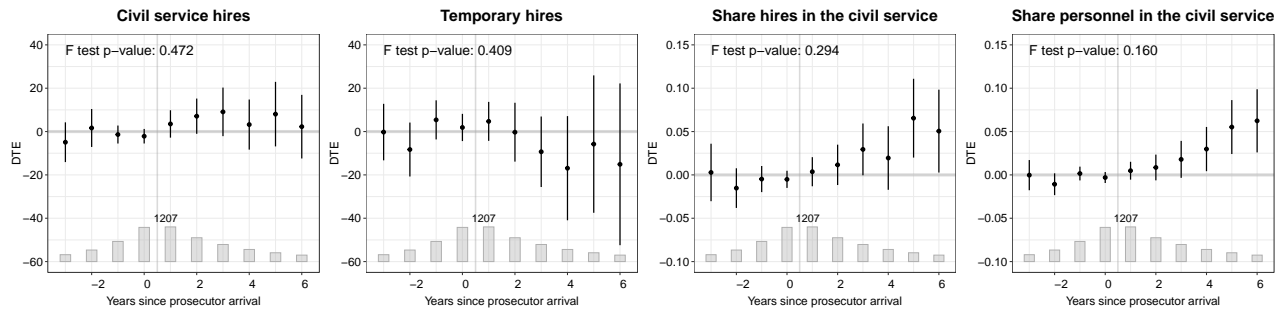 Civil service hires
F test p−value: 0.472
40
20
0
−20
−40
−60
DTE
1207
−2 0 2 4 6
Years since prosecutor arrival
Temporary hires
F test p−value: 0.409
40
20
0
−20
−40
−60
DTE
1207
−2 0 2 4 6
Years since prosecutor arrival
Share hires in the civil service
F test p−value: 0.294
0.15
0.10
0.05
0.00
−0.05
−0.10
DTE
1207
−2 0 2 4 6
Years since prosecutor arrival
Share personnel in the civil service
F test p−value: 0.160
0.15
0.10
0.05
0.00
−0.05
−0.10
DTE
1207
−2 0 2 4 6
Years since prosecutor arrival